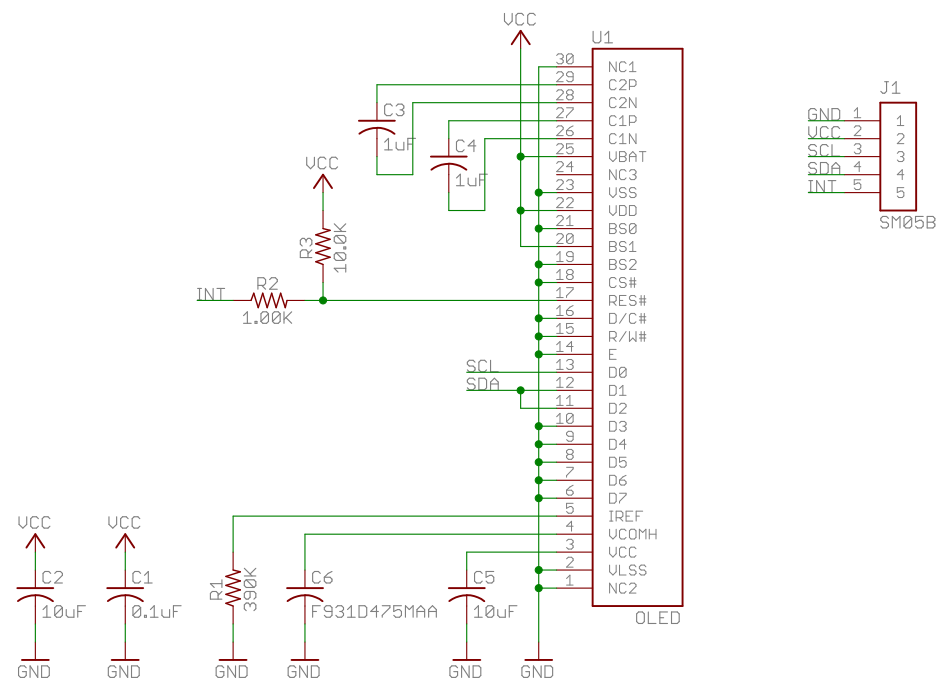 VCC
U1
30 NC1
29 C2P
28 C2N
27 C1P
26 C1N
25 VBAT
24 NC3
23 VSS
22 VDD
21 BS0
20 BS1
19 BS2
18 CS#
17 RES#
16 D/C#
15 R/W#
14 E
13 D0
12 D1
11 D2
10 D3
9 D4
8 D5
7 D6
6 D7
5 IREF
4 VCOMH
3 VCC
2 VLSS
1 NC2
OLED
C3
1uF
C4
1uF
VCC
R3
10.0K
INT
R2
1.00K
SCL
SDA
J1
GND 1 1
VCC 2 2
SCL 3 3
SDA 4 4
INT 5 5
SM05B
VCC
C2
10uF
GND
VCC
C1
0.1uF
GND
R1
390K
GND
C6
F931D475MAA
GND
C5
10uF
GND
GND